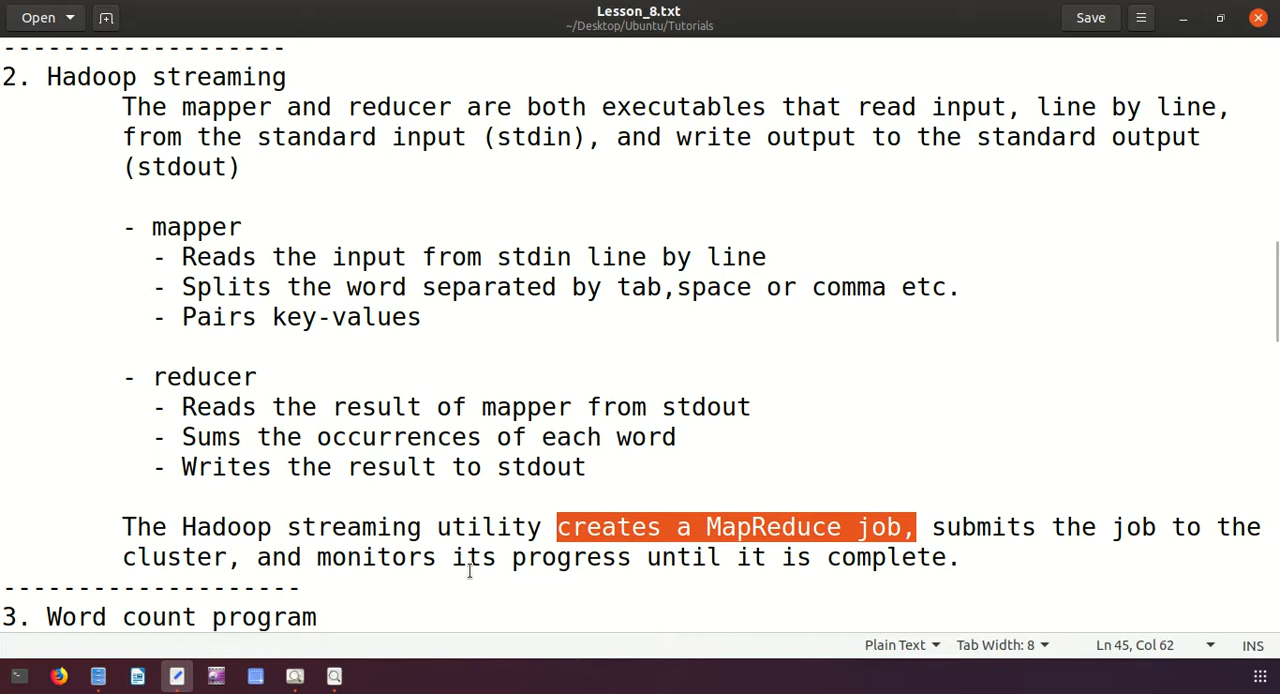 Open
Lesson_8.txt
~/Desktop/Ubuntu/Tutorials
Save
-------------------
2. Hadoop streaming
The mapper and reducer are both executables that read input, line by line,
from the standard input (stdin), and write output to the standard output
(stdout)
- mapper
- Reads the input from stdin line by line
- Splits the word separated by tab,space or comma etc.
- Pairs key-values
- reducer
- Reads the result of mapper from stdout
- Sums the occurrences of each word
- Writes the result to stdout
The Hadoop streaming utility creates a MapReduce job, submits the job to the
cluster, and monitors its progress until it is complete.
--------------------
3. Word count program
Plain Text Tab Width: 8 Ln 45, Col 62 INS